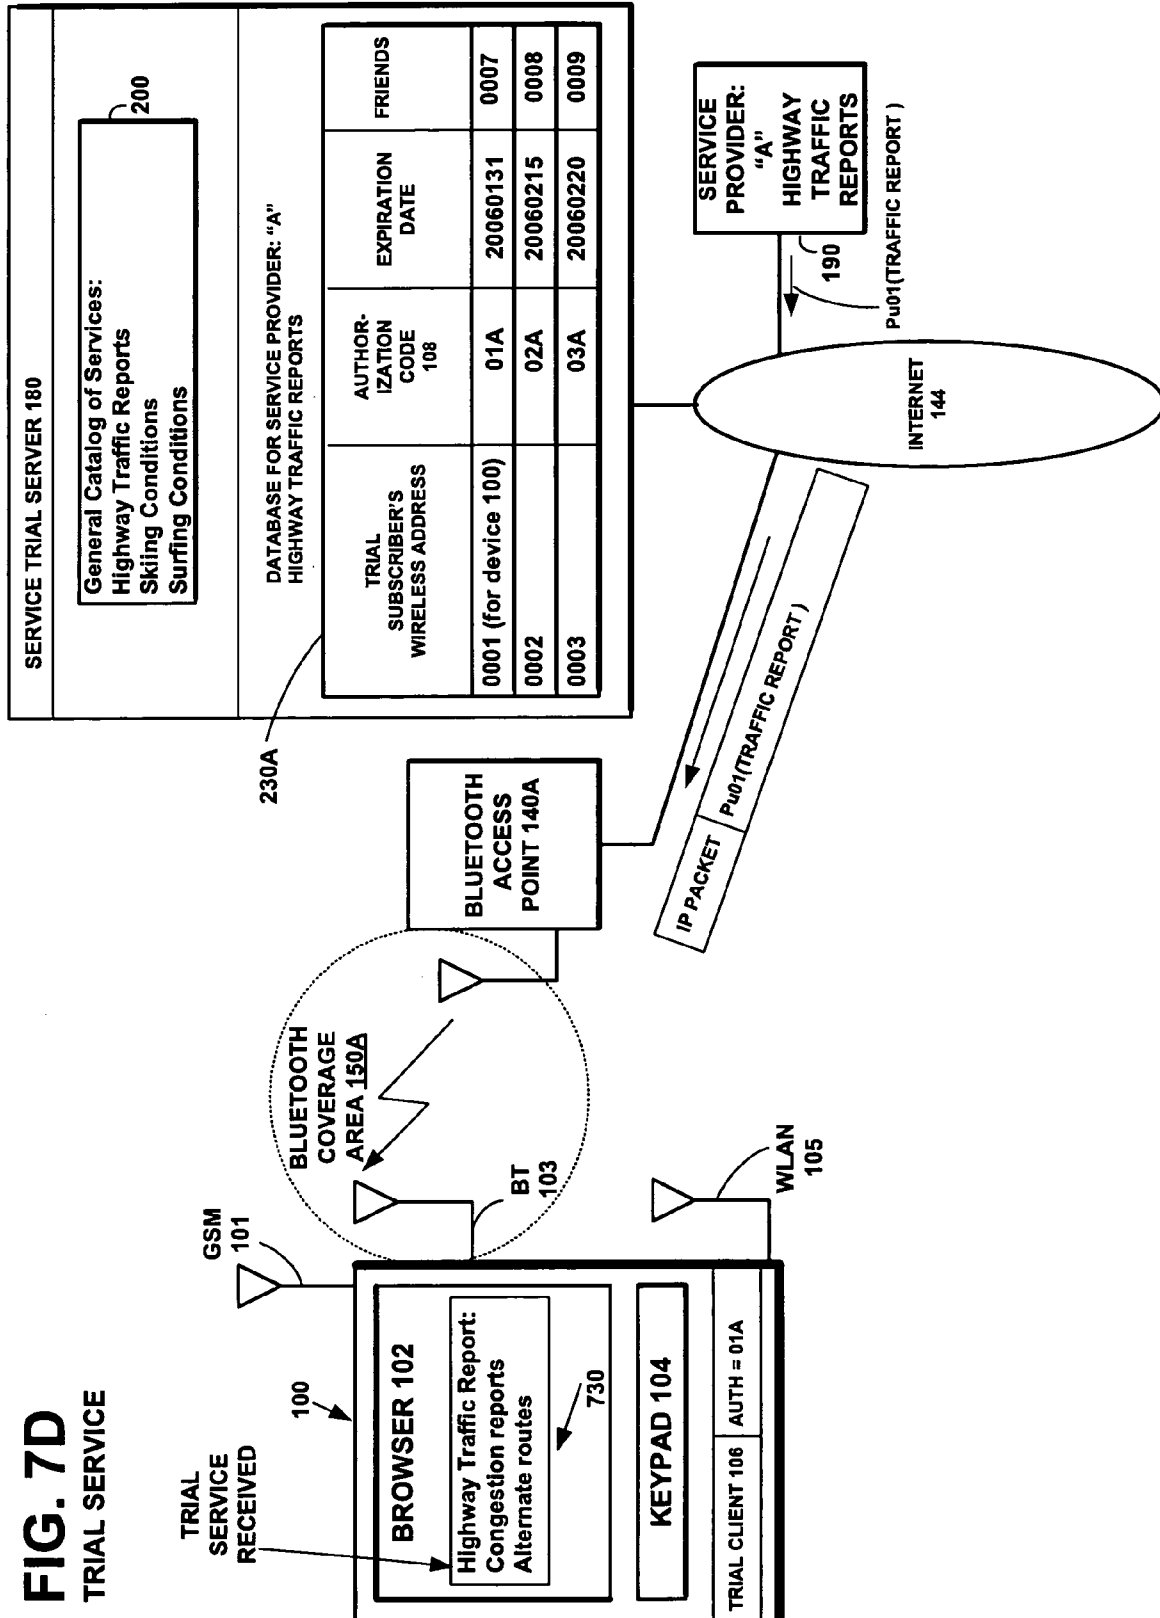 FIG. 7D
TRIAL SERVICE
TRIAL
SERVICE
RECEIVED
100
GSM
101
BROWSER 102
Highway Traffic Report:
Congestion reports
Alternate routes
730
KEYPAD 104
TRIAL CLIENT 106
AUTH = 01A
BT
103
WLAN
105
BLUETOOTH
COVERAGE
AREA 150A
BLUETOOTH
ACCESS
POINT 140A
IP PACKET
Pu01(TRAFFIC REPORT )
SERVICE TRIAL SERVER 180
General Catalog of Services:
Highway Traffic Reports
Skiing Conditions
Surfing Conditions
200
230A
DATABASE FOR SERVICE PROVIDER: “A”
HIGHWAY TRAFFIC REPORTS
TRIAL
SUBSCRIBER'S
WIRELESS ADDRESS
AUTHOR-
IZATION
CODE
108
EXPIRATION
DATE
FRIENDS
0001 (for device 100)
01A
20060131
0007
0002
02A
20060215
0008
0003
03A
20060220
0009
INTERNET
144
SERVICE
PROVIDER:
“A”
HIGHWAY
TRAFFIC
REPORTS
190
Pu01(TRAFFIC REPORT )